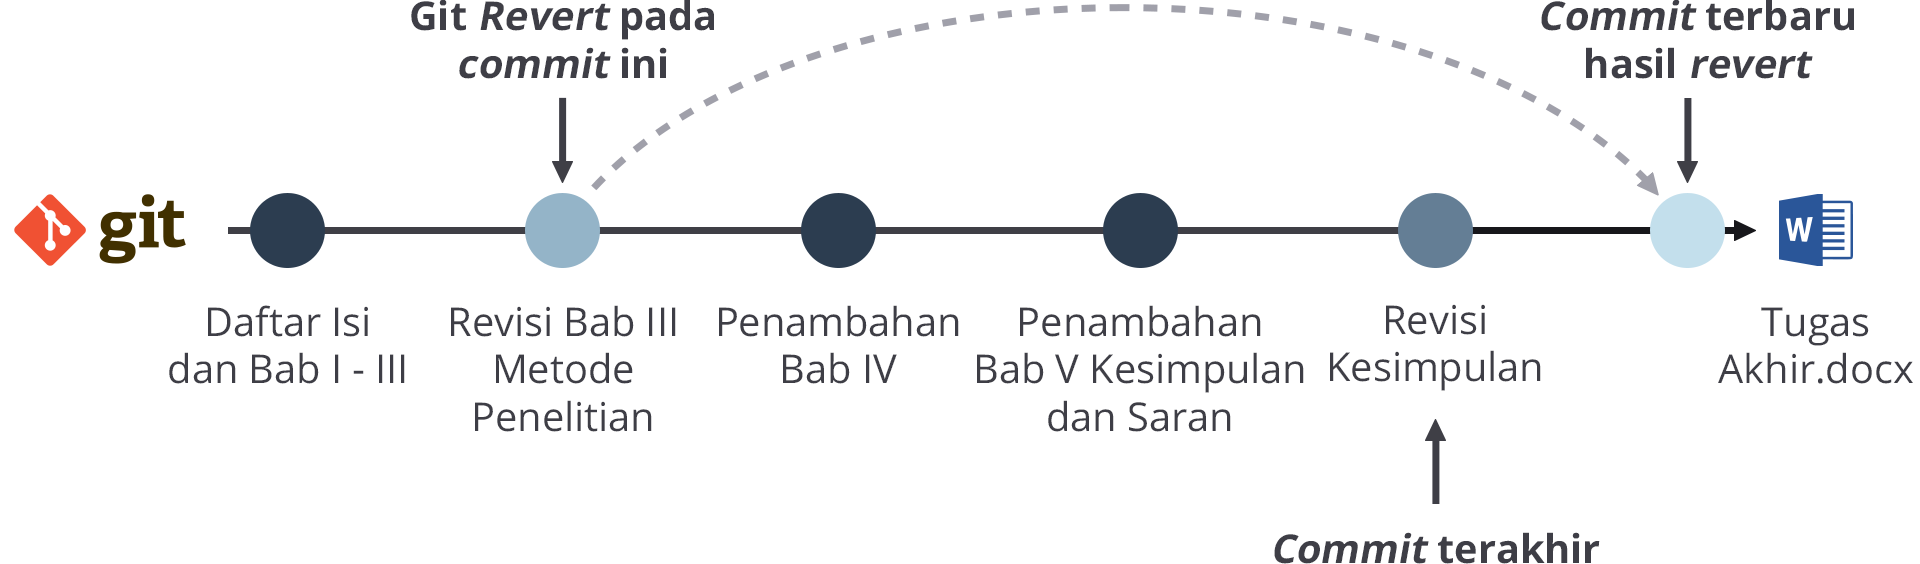 Git Revert pada
commit ini
Commit terbaru
hasil revert
git
W
Daftar Isi
dan Bab I - III
Revisi Bab III
Metode
Penelitian
Penambahan
Bab IV
Penambahan
Bab V Kesimpulan
dan Saran
Revisi
Kesimpulan
Tugas
Akhir.docx
Commit terakhir